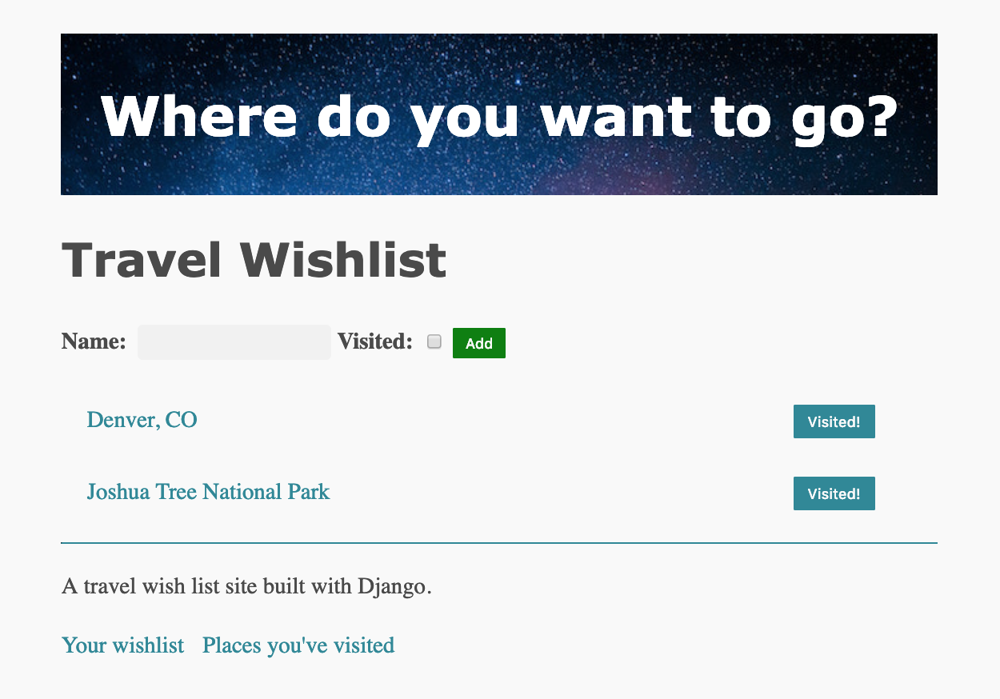 Where do you want to go?
Travel Wishlist
Name: Visited: Add
Denver, CO Visited!
Joshua Tree National Park Visited!
A travel wish list site built with Django.
Your wishlist Places you've visited